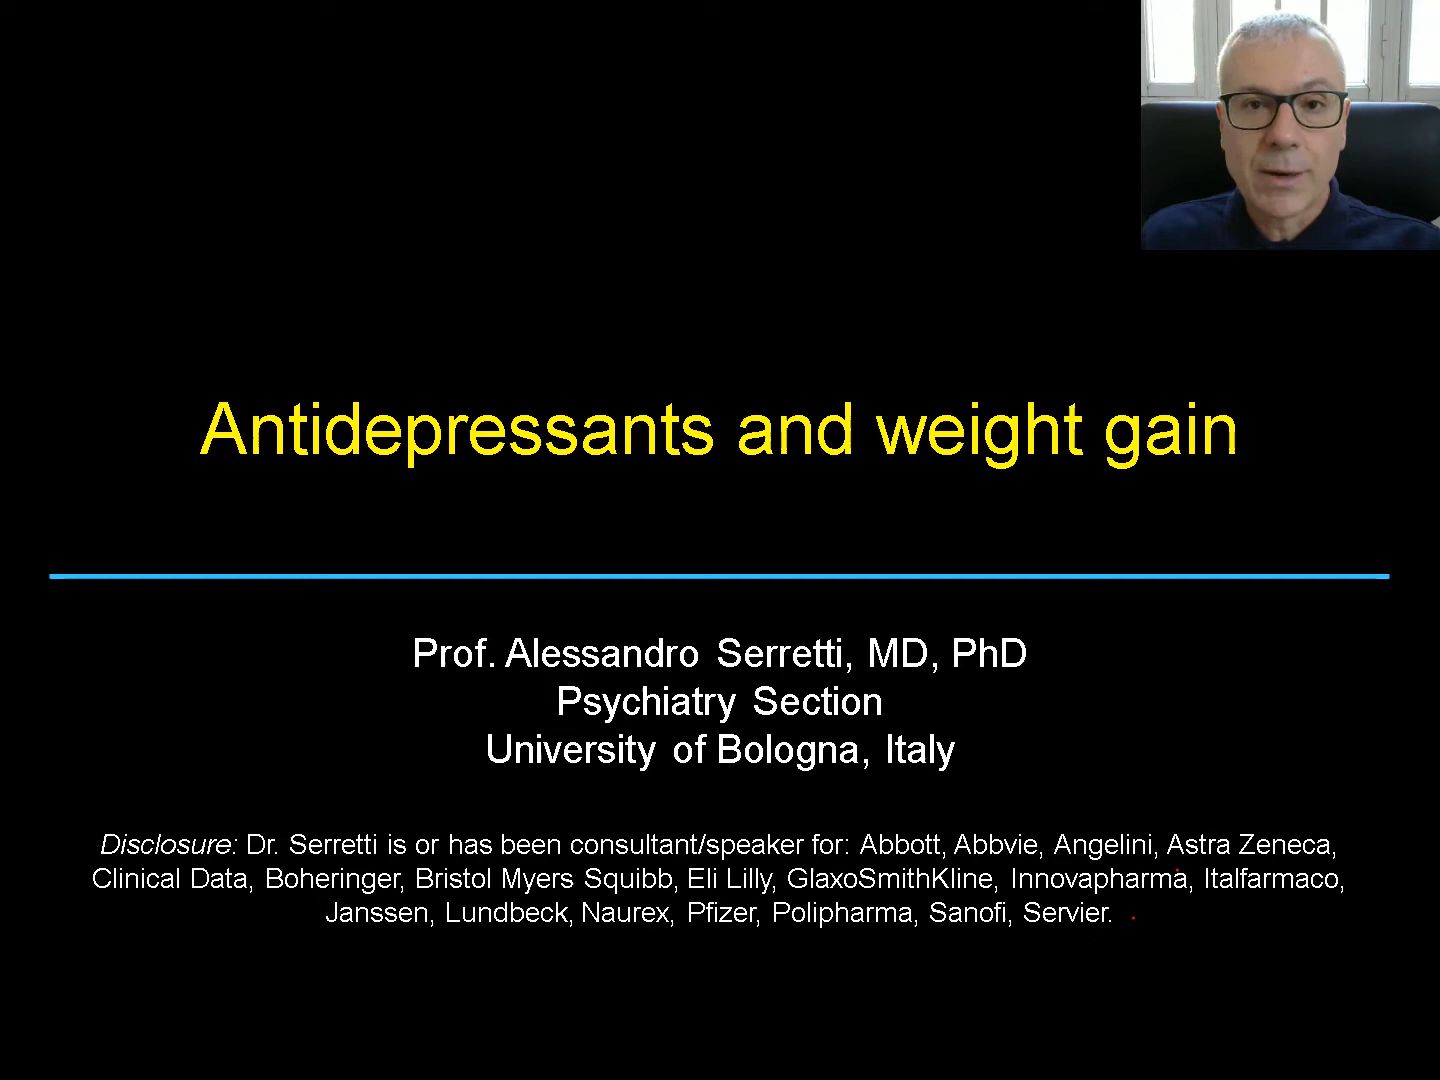 Antidepressants and weight gain
Prof. Alessandro Serretti, MD, PhD
Psychiatry Section
University of Bologna, Italy
Disclosure: Dr. Serretti is or has been consultant/speaker for: Abbott, Abbvie, Angelini, Astra Zeneca,
Clinical Data, Boheringer, Bristol Myers Squibb, Eli Lilly, GlaxoSmithKline, Innovapharma, Italfarmaco,
Janssen, Lundbeck, Naurex, Pfizer, Polipharma, Sanofi, Servier.